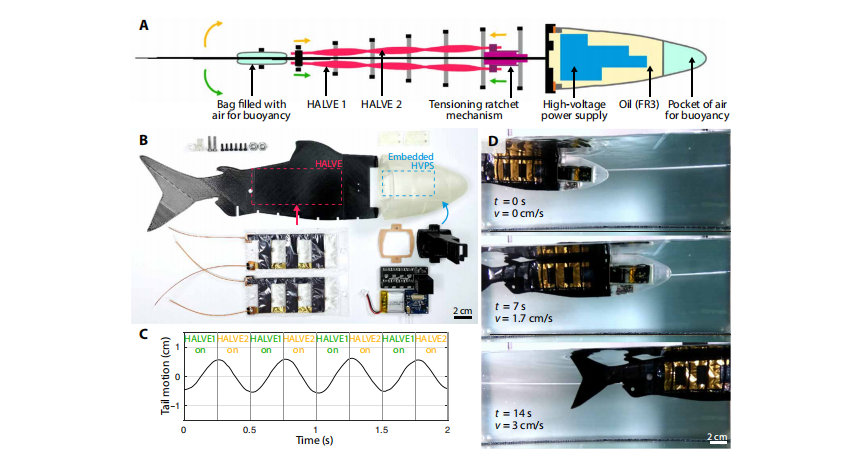 A
Bag filled with
air for buoyancy
HALVE 1
HALVE 2
Tensioning ratchet
mechanism
High-voltage
power supply
Oil (FR3)
Pocket of air
for buoyancy
B
HALVE
Embedded
HVPS
2 cm
C
HALVE1 HALVE2 HALVE1 HALVE2 HALVE1 HALVE2 HALVE1 HALVE2
on on on on on on on on
Tail motion (cm)
1
0
−1
0 0.5 1 1.5 2
Time (s)
D
t = 0 s
v = 0 cm/s
t = 7 s
v = 1.7 cm/s
t = 14 s
v = 3 cm/s
2 cm